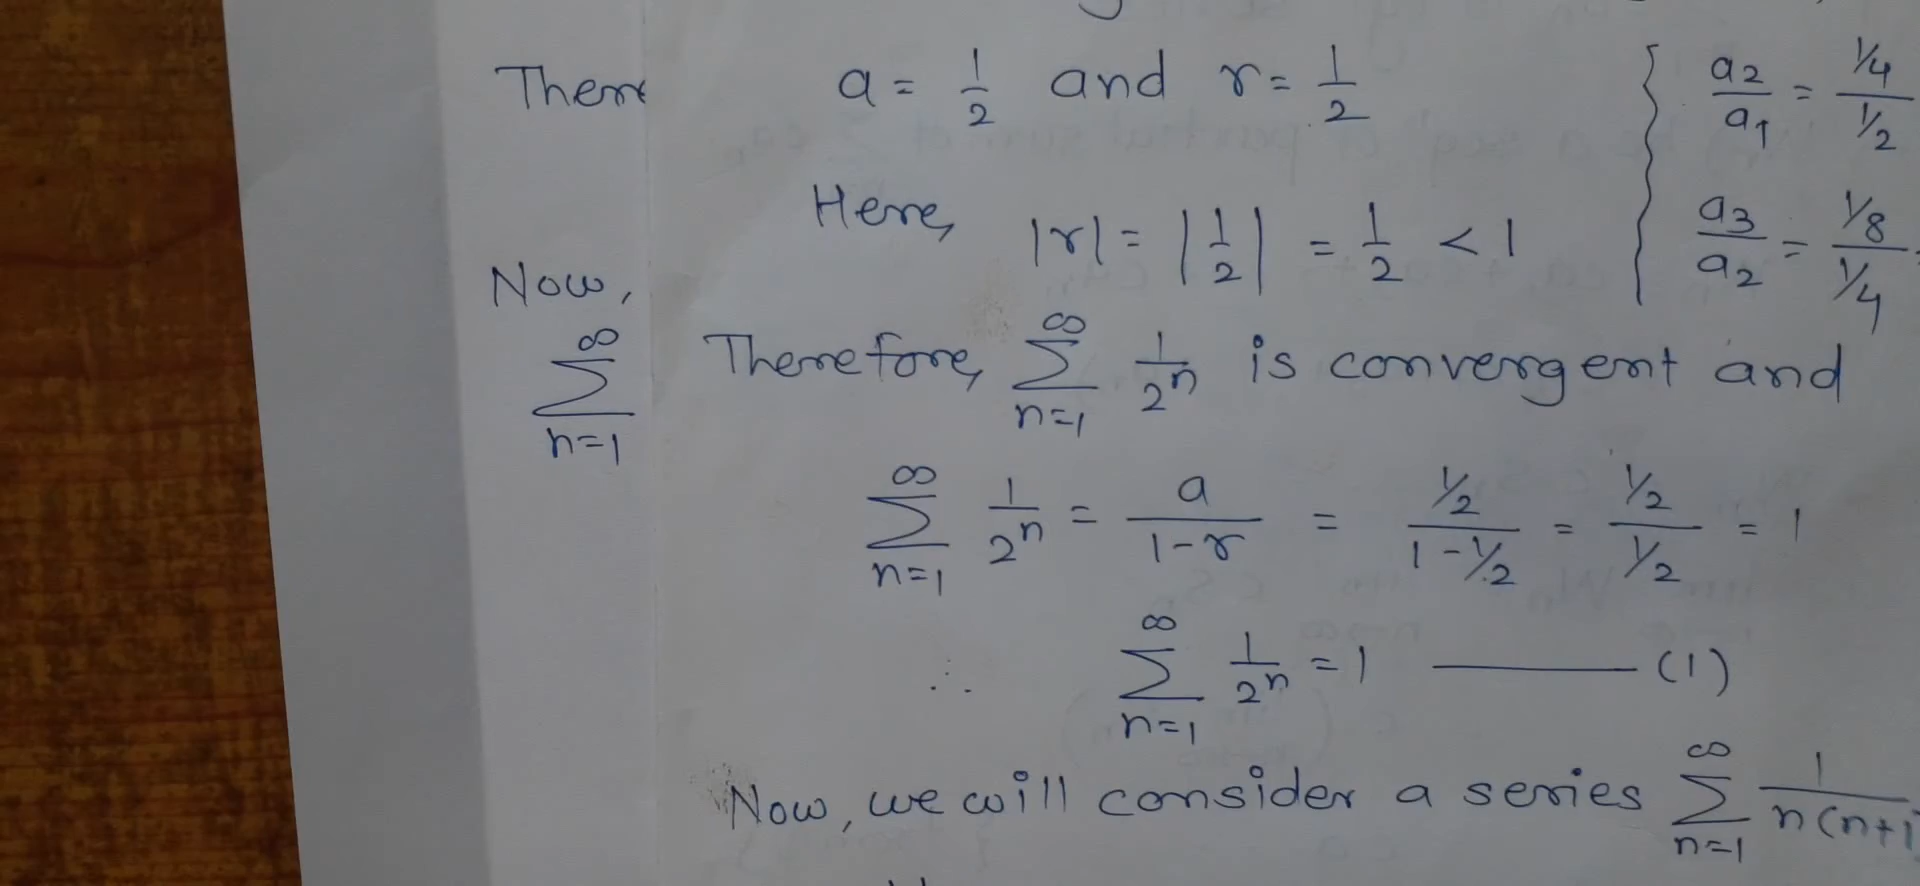 There
a = 1/2 and r = 1/2
{ a2/a1 = (1/4)/(1/2)
Here, |r| = |1/2| = 1/2 < 1
a3/a2 = (1/8)/(1/4)
Now,
∑_{n=1}^{∞}
Therefore, ∑_{n=1}^{∞} 1/2^n is convergent and
∑_{n=1}^{∞} 1/2^n = a/(1-r) = (1/2)/(1-1/2) = (1/2)/(1/2) = 1
∴ ∑_{n=1}^{∞} 1/2^n = 1 ——— (1)
Now, we will consider a series ∑_{n=1}^{∞} 1/n(n+1